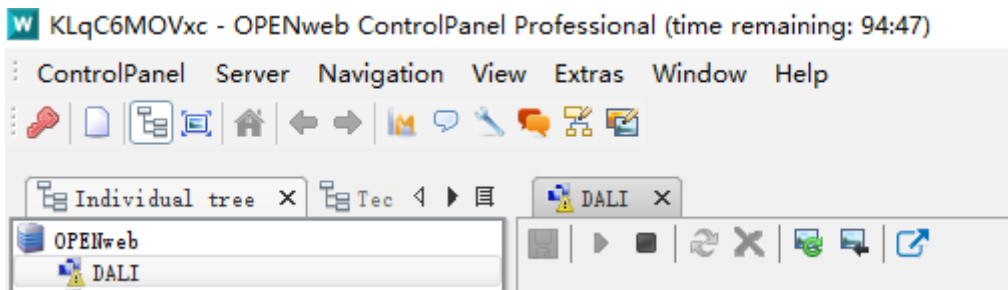 W KLqC6MOVxc - OPENweb ControlPanel Professional (time remaining: 94:47)
ControlPanel Server Navigation View Extras Window Help
Individual tree Tec DALI
OPENweb
DALI